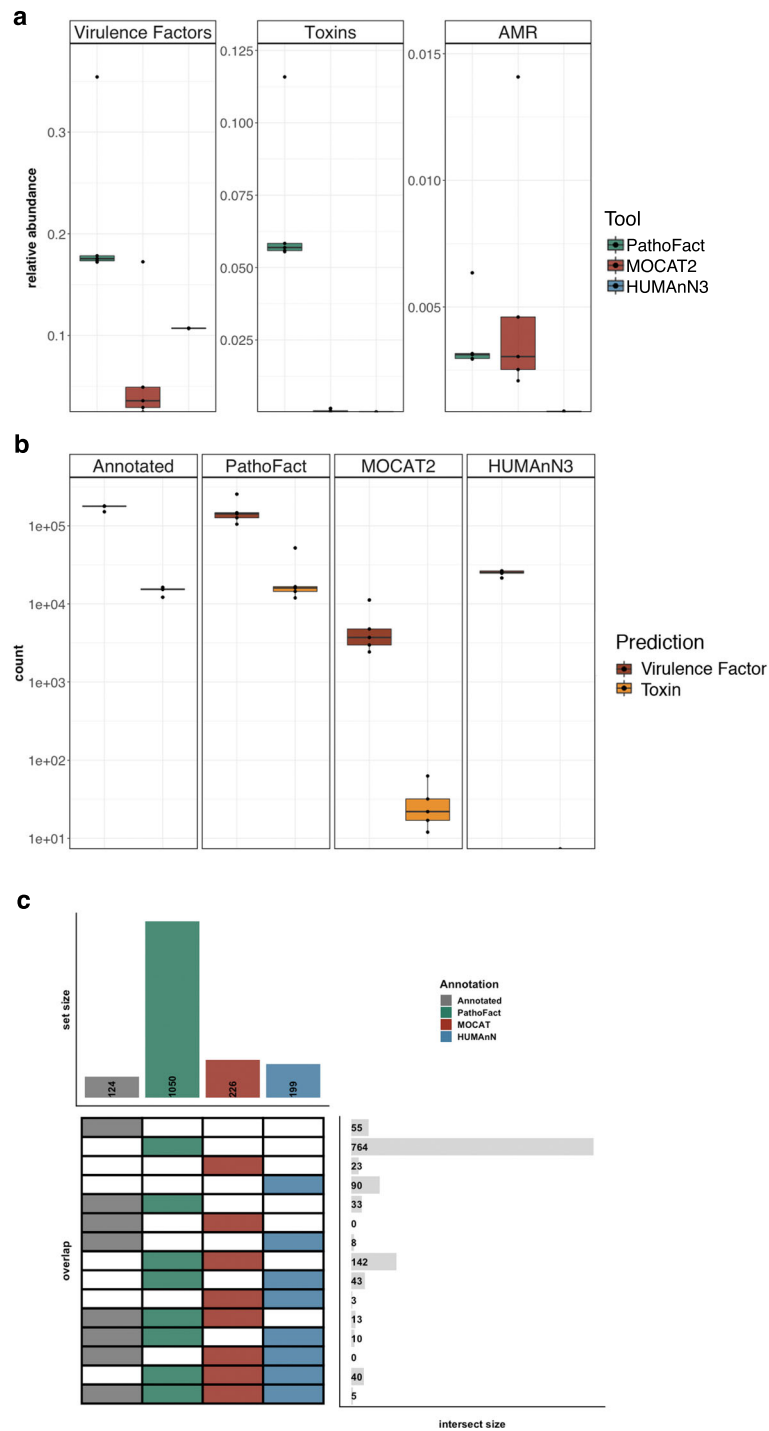 a
Virulence Factors
Toxins
AMR
relative abundance
0.3
0.2
0.1
0.125
0.100
0.075
0.050
0.025
0.015
0.010
0.005
Tool
PathoFact
MOCAT2
HUMAnN3
b
Annotated
PathoFact
MOCAT2
HUMAnN3
count
1e+05
1e+04
1e+03
1e+02
1e+01
Prediction
Virulence Factor
Toxin
c
set size
124
1050
226
199
Annotation
Annotated
PathoFact
MOCAT
HUMAnN
overlap
55
764
23
90
33
0
8
142
43
3
13
10
0
40
5
intersect size